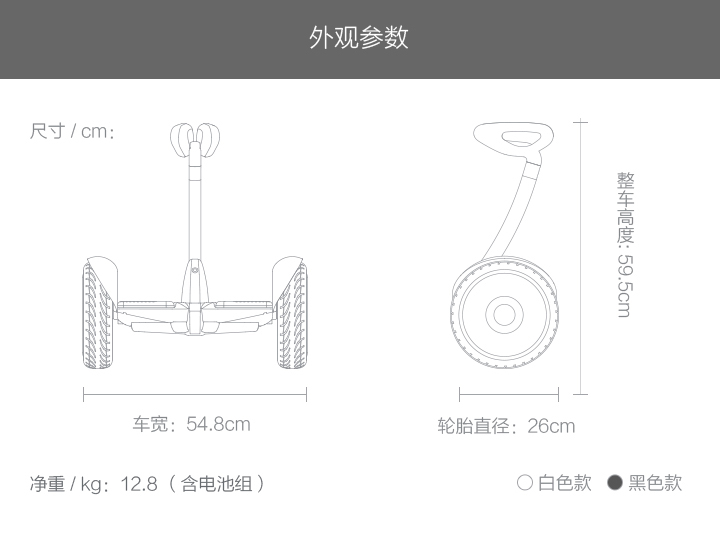 外观参数
尺寸 / cm：
整车高度: 59.5cm
车宽：54.8cm
轮胎直径：26cm
净重 / kg：12.8（含电池组）
白色款
黑色款